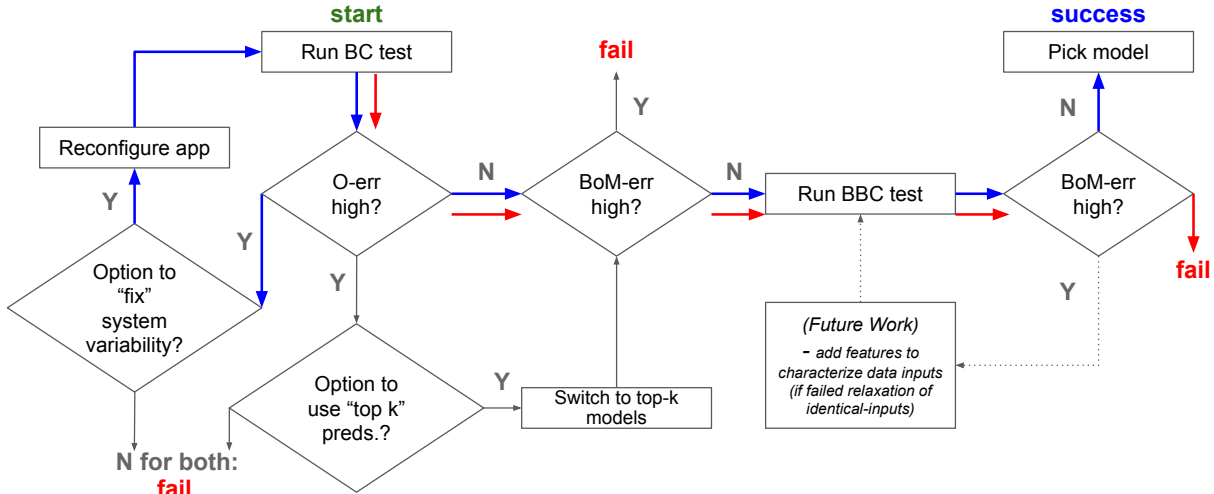 start
Run BC test
success
Pick model
fail
Y
N
Reconfigure app
Y
O-err
high?
N
BoM-err
high?
N
Run BBC test
BoM-err
high?
fail
Y
Option to
“fix”
system
variability?
Y
Y
(Future Work)
- add features to
characterize data inputs
(if failed relaxation of
identical-inputs)
Option to
use “top k”
preds.?
Y
Switch to top-k
models
N for both:
fail